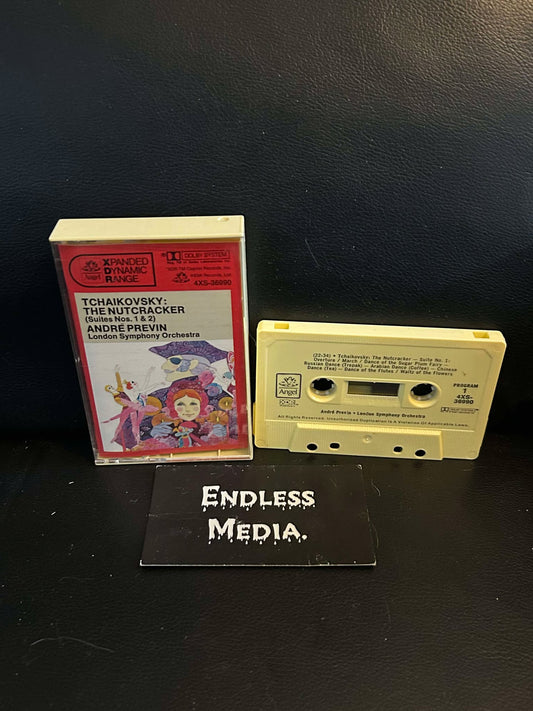 Angel
XPANDED
DYNAMIC
RANGE
DOLBY SYSTEM
4XS-36990
TCHAIKOVSKY:
THE NUTCRACKER
(Suites Nos. 1 & 2)
ANDRÉ PREVIN
London Symphony Orchestra
(22:34) • Tchaikovsky: The Nutcracker — Suite No. 1:
Overture / March / Dance of the Sugar Plum Fairy —
Russian Dance (Trepak) — Arabian Dance (Coffee) — Chinese
Dance (Tea) — Dance of the Flutes / Waltz of the Flowers
Angel
PROGRAM
1
4XS-
36990
André Previn • London Symphony Orchestra
All Rights Reserved. Unauthorized Duplication Is A Violation Of Applicable Laws.
ENDLESS
MEDIA.